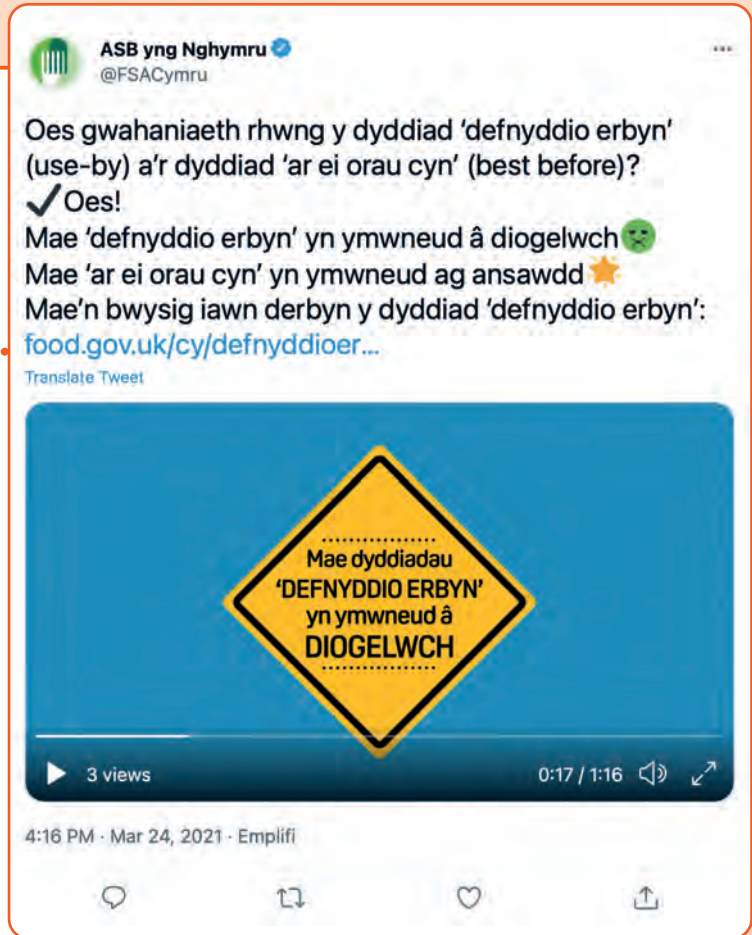 ASB yng Nghymru
@FSACymru
Oes gwahaniaeth rhwng y dyddiad ‘defnyddio erbyn’
(use-by) a’r dyddiad ‘ar ei orau cyn’ (best before)?
✔Oes!
Mae ‘defnyddio erbyn’ yn ymwneud â diogelwch🤢
Mae ‘ar ei orau cyn’ yn ymwneud ag ansawdd🌟
Mae’n bwysig iawn derbyn y dyddiad ‘defnyddio erbyn’:
food.gov.uk/cy/defnyddioer...
Translate Tweet
Mae dyddiadau
‘DEFNYDDIO ERBYN’
yn ymwneud â
DIOGELWCH
3 views
0:17 / 1:16
4:16 PM · Mar 24, 2021 · Emplifi